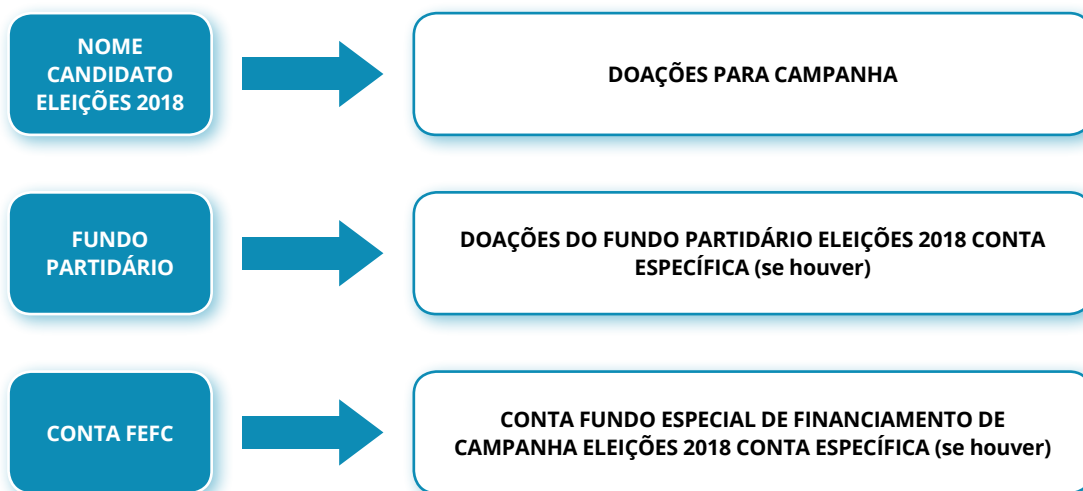 NOME
CANDIDATO
ELEIÇÕES 2018
DOAÇÕES PARA CAMPANHA
FUNDO
PARTIDÁRIO
DOAÇÕES DO FUNDO PARTIDÁRIO ELEIÇÕES 2018 CONTA
ESPECÍFICA (se houver)
CONTA FEFC
CONTA FUNDO ESPECIAL DE FINANCIAMENTO DE
CAMPANHA ELEIÇÕES 2018 CONTA ESPECÍFICA (se houver)